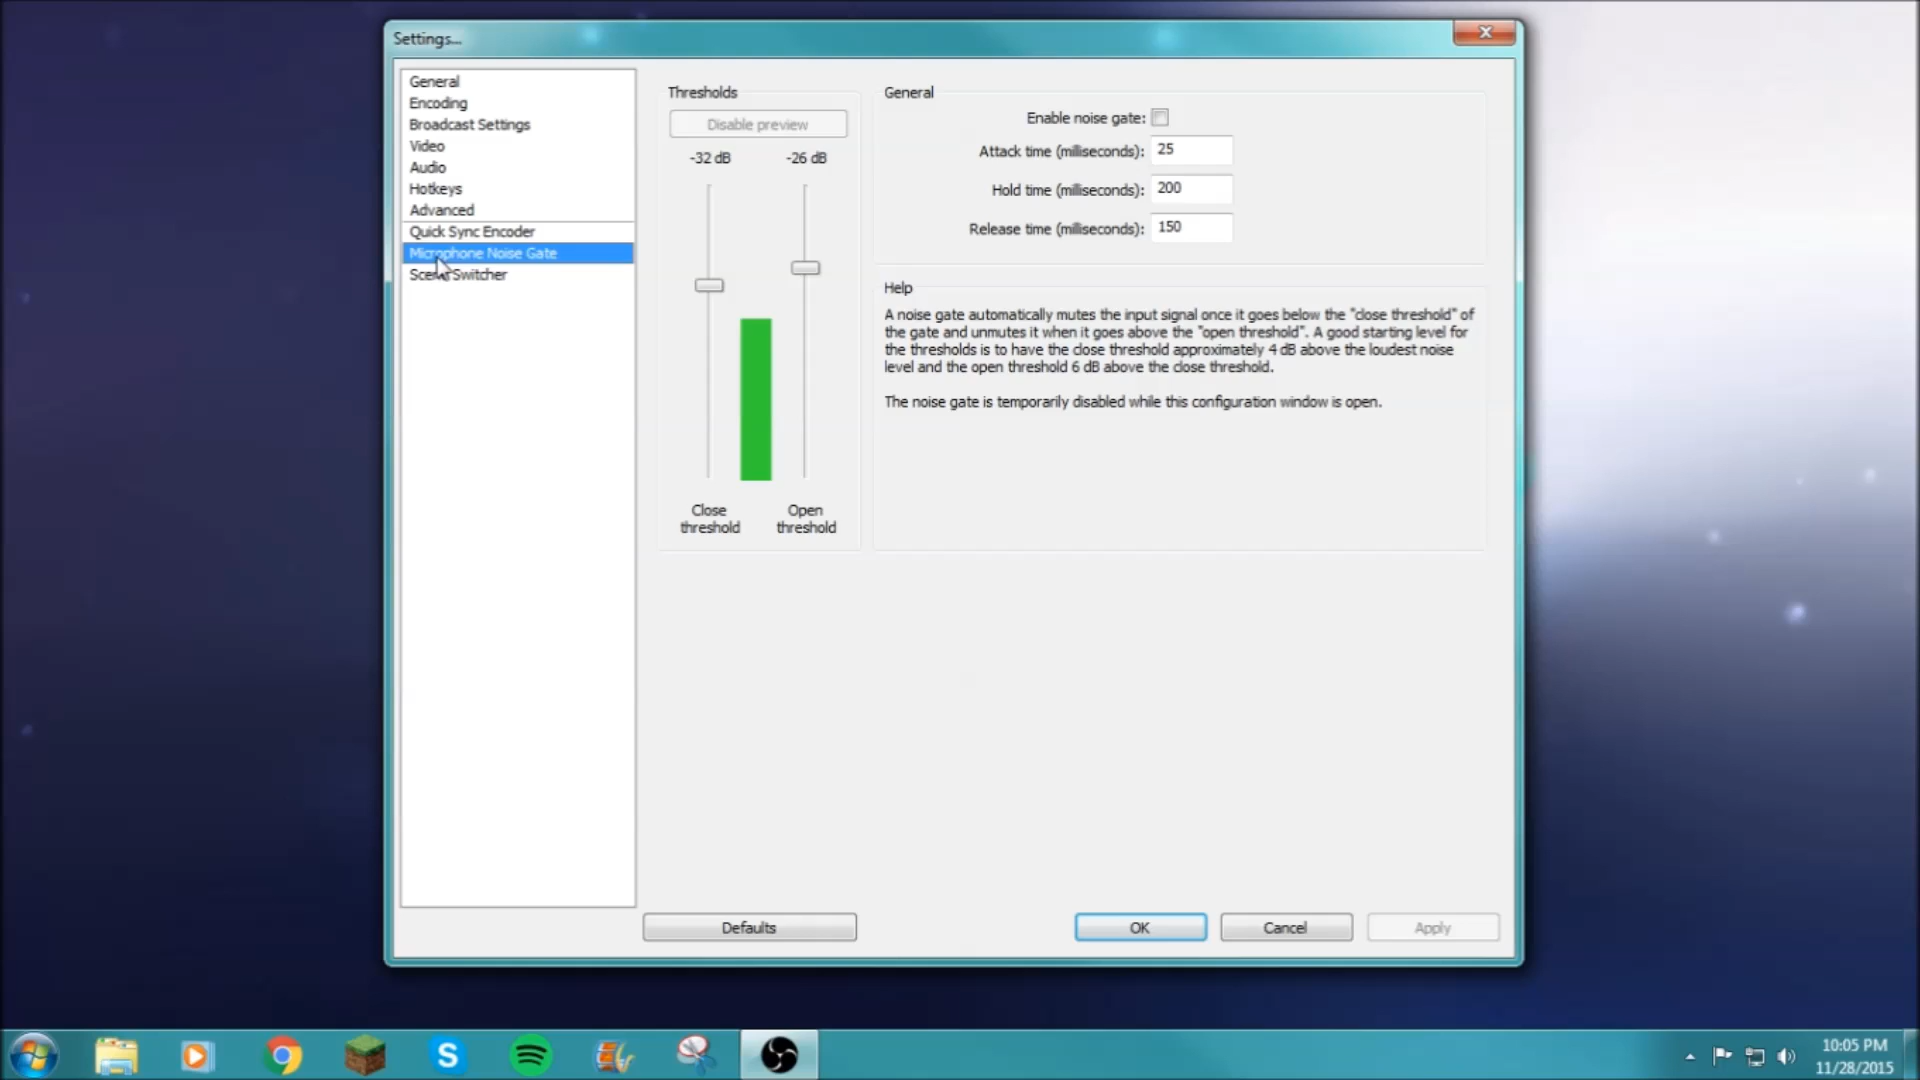 Settings...
General
Encoding
Broadcast Settings
Video
Audio
Hotkeys
Advanced
Quick Sync Encoder
Microphone Noise Gate
Scene Switcher
Thresholds
Disable preview
-32 dB
-26 dB
Close
threshold
Open
threshold
General
Enable noise gate:
Attack time (milliseconds): 25
Hold time (milliseconds): 200
Release time (milliseconds): 150
Help
A noise gate automatically mutes the input signal once it goes below the "close threshold" of
the gate and unmutes it when it goes above the "open threshold". A good starting level for
the thresholds is to have the close threshold approximately 4 dB above the loudest noise
level and the open threshold 6 dB above the close threshold.
The noise gate is temporarily disabled while this configuration window is open.
Defaults
OK
Cancel
Apply
10:05 PM
11/28/2015